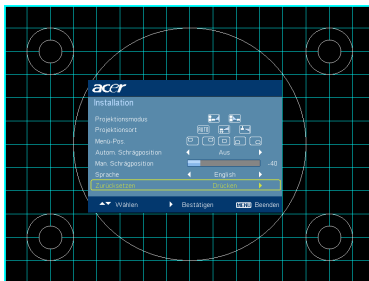 acer
Installation
Projektionsmodus
Projektionsort AUTO
Menü-Pos.
Autom. Schrägposition Aus
Man. Schrägposition -40
Sprache English
Zurücksetzen Drücken
Wählen Bestätigen MENU Beenden